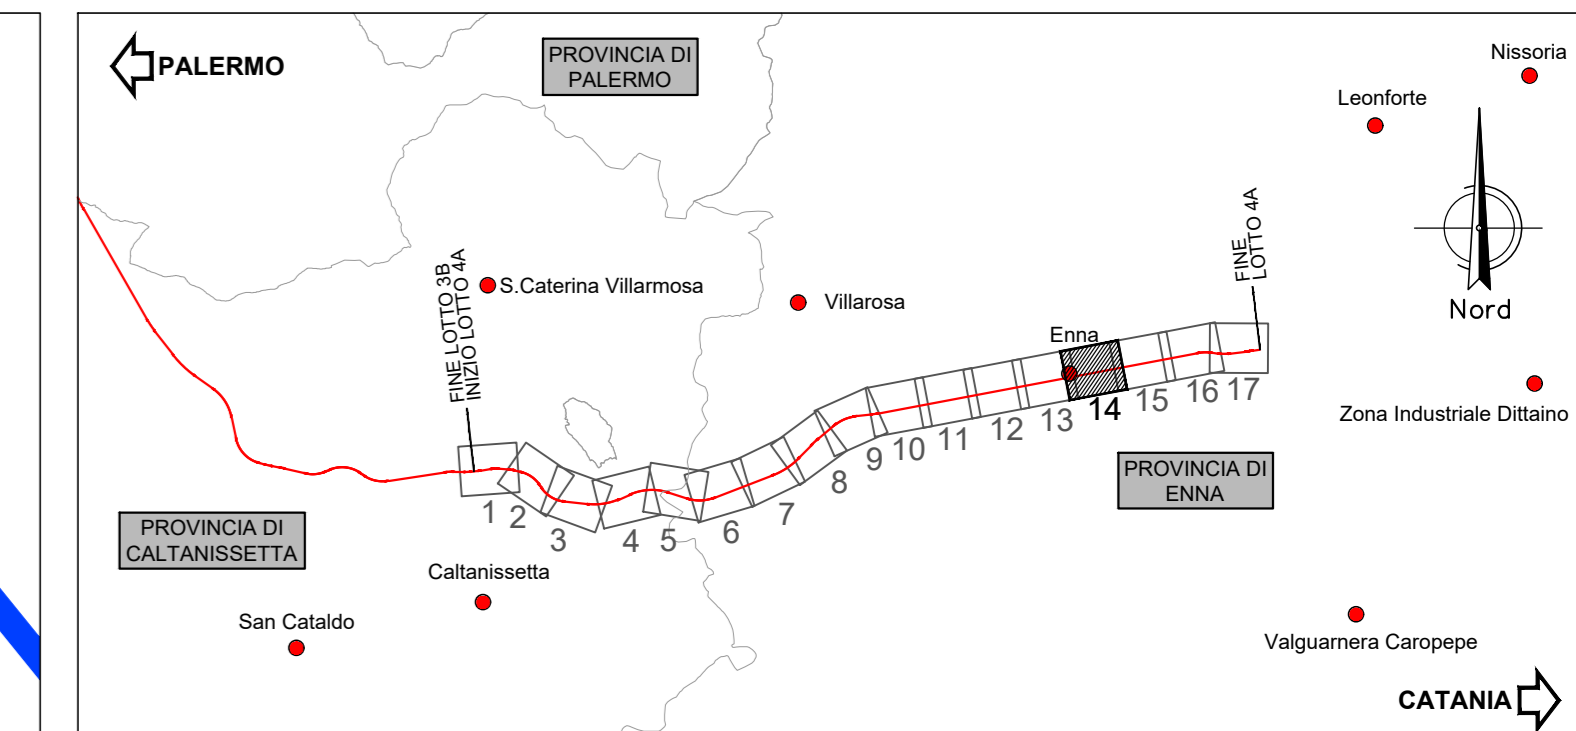 PALERMO
PROVINCIA DI
PALERMO
Nissoria
Leonforte
FINE LOTTO 3B
INIZIO LOTTO 4A
S.Caterina Villarmosa
Villarosa
Enna
FINE
LOTTO 4A
Nord
Zona Industriale Dittaino
1
2
3
4
5
6
7
8
9
10
11
12
13
14
15
16
17
PROVINCIA DI
ENNA
PROVINCIA DI
CALTANISSETTA
Caltanissetta
San Cataldo
Valguarnera Caropepe
CATANIA